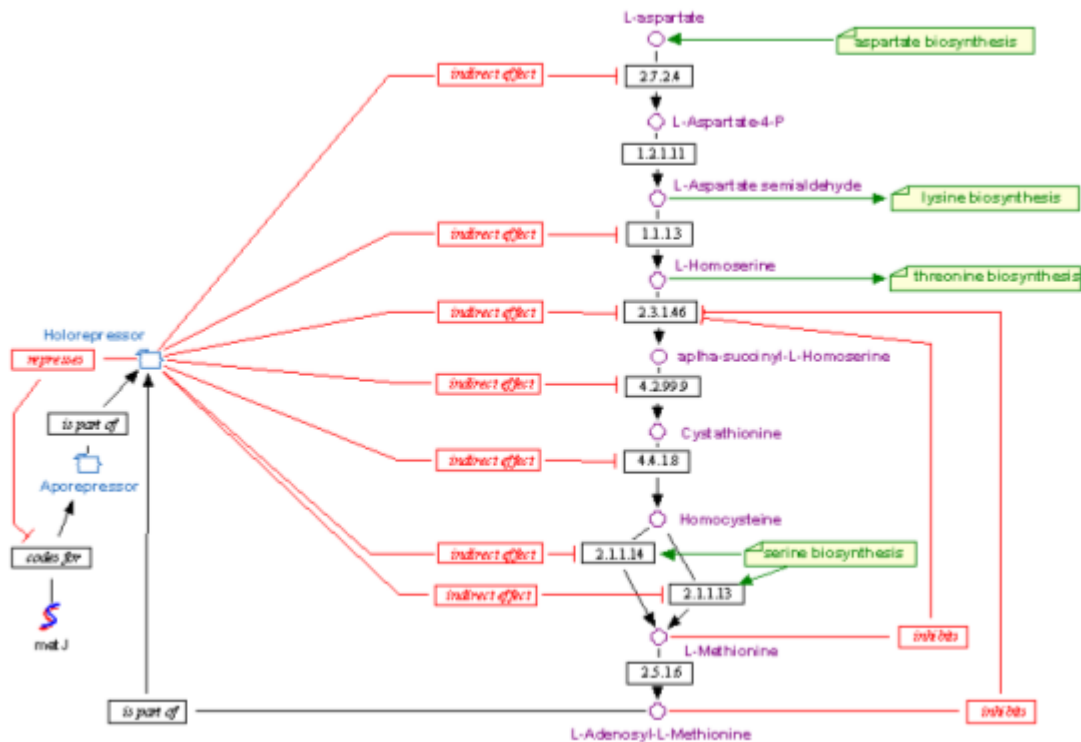 L-aspartate
aspartate biosynthesis
indirect effect
2.7.2.4
L-Aspartate-4-P
1.2.1.11
L-Aspartate semialdehyde
lysine biosynthesis
indirect effect
1.1.1.3
L-Homoserine
threonine biosynthesis
Holorepressor
indirect effect
2.3.1.46
represses
aplha-succinyl-L-Homoserine
indirect effect
4.2.99.9
is part of
Cystathionine
indirect effect
4.4.1.8
Aporepressor
Homocysteine
codes for
indirect effect
2.1.1.14
serine biosynthesis
indirect effect
2.1.1.13
met J
inhibits
L-Methionine
2.5.1.6
is part of
inhibits
L-Adenosyl-L-Methionine